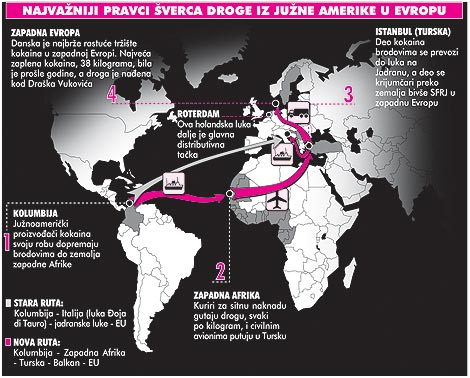 NAJVAŽNIJI PRAVCI ŠVERCA DROGE IZ JUŽNE AMERIKE U EVROPU
ZAPADNA EVROPA
Danska je najbrže rastuće tržište
kokaina u zapadnoj Evropi. Najveća
zaplena kokaina, 38 kilograma, bila
je prošle godine, a droga je nađena
kod Draška Vukovića
4
ROTERDAM
Ova holandska luka
dalje je glavna
distributivna
tačka
3
ISTANBUL (TURSKA)
Deo kokaina
brodovima se prevozi
do luka na
Jadranu, a deo se
krijumčari preko
zemalja bivše SFRJ u
zapadnu Evropu
1
KOLUMBIJA
Južnoamerički
proizvođači kokaina
svoju robu dopremaju
brodovima do zemalja
zapadne Afrike
2
ZAPADNA AFRIKA
Kuriri za sitnu naknadu
gutaju drogu, svaki
po kilogram, i civilnim
avionima putuju u Tursku
STARA RUTA:
Kolumbija - Italija (luka Đoja
di Tauro) - jadranske luke - EU
NOVA RUTA:
Kolumbija - Zapadna Afrika
- Turska - Balkan - EU